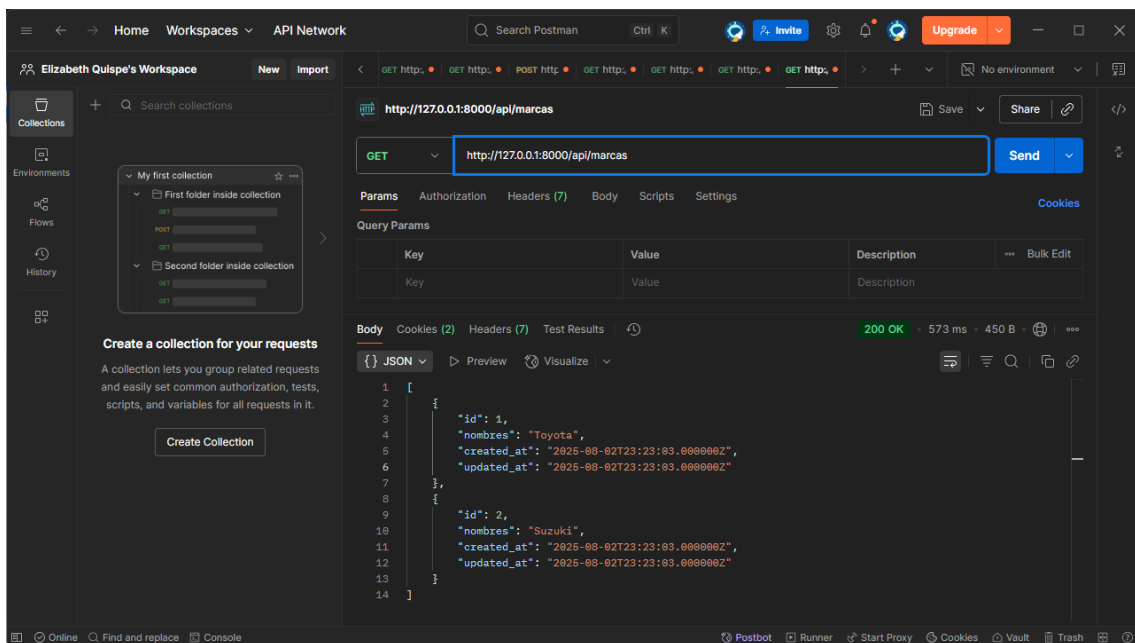 Home Workspaces API Network Search Postman Ctrl K Invite Upgrade
Elizabeth Quispe's Workspace New Import GET http:, GET http:, POST http GET http:, GET http:, GET http:, GET http:, No environment
Collections
Environments
Flows
History
Search collections
My first collection
First folder inside collection
GET
POST
GET
Second folder inside collection
GET
GET
Create a collection for your requests
A collection lets you group related requests
and easily set common authorization, tests,
scripts, and variables for all requests in it.
Create Collection
HTTP http://127.0.0.1:8000/api/marcas Save Share
GET http://127.0.0.1:8000/api/marcas Send
Params Authorization Headers (7) Body Scripts Settings Cookies
Query Params
Key Value Description Bulk Edit
Key Value Description
Body Cookies (2) Headers (7) Test Results 200 OK 573 ms 450 B
{} JSON Preview Visualize
1 [
2 {
3 "id": 1,
4 "nombres": "Toyota",
5 "created_at": "2025-08-02T23:23:03.000000Z",
6 "updated_at": "2025-08-02T23:23:03.000000Z"
7 },
8 {
9 "id": 2,
10 "nombres": "Suzuki",
11 "created_at": "2025-08-02T23:23:03.000000Z",
12 "updated_at": "2025-08-02T23:23:03.000000Z"
13 }
14 ]
Online Find and replace Console Postbot Runner Start Proxy Cookies Vault Trash